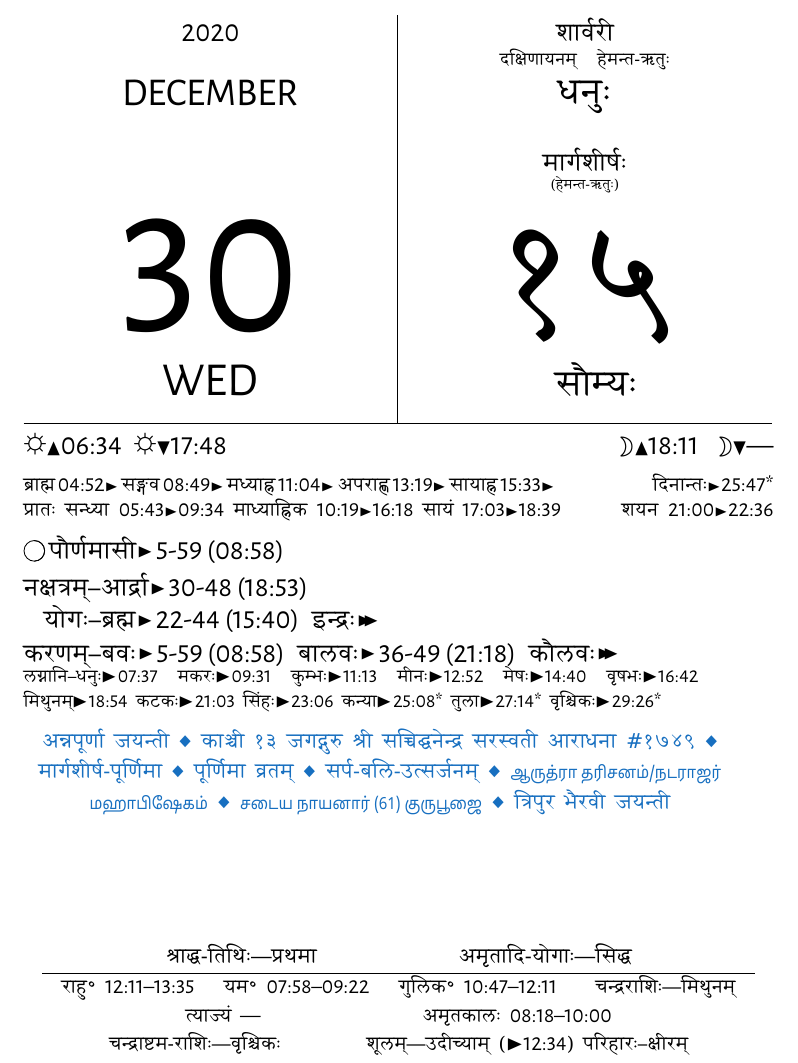 2020
DECEMBER
30
WED
शार्वरी
दक्षिणायनम् हेमन्त-ऋतुः
धनुः
मार्गशीर्षः
(हेमन्त-ऋतुः)
१५
सौम्यः
☼▲06:34 ☼▼17:48 ☽▲18:11 ☽▼—
ब्राह्म 04:52► सङ्गव 08:49► मध्याह्न 11:04► अपराह्ण 13:19► सायाह्न 15:33► दिनान्तः►25:47*
प्रातः सन्ध्या 05:43►09:34 माध्याह्निक 10:19►16:18 सायं 17:03►18:39 शयन 21:00►22:36
◯पौर्णमासी►5-59 (08:58)
नक्षत्रम्–आर्द्रा►30-48 (18:53)
योगः–ब्रह्म►22-44 (15:40) इन्द्रः►►
करणम्–बवः►5-59 (08:58) बालवः►36-49 (21:18) कौलवः►►
लग्नानि–धनुः►07:37 मकरः►09:31 कुम्भः►11:13 मीनः►12:52 मेषः►14:40 वृषभः►16:42
मिथुनम्►18:54 कटकः►21:03 सिंहः►23:06 कन्या►25:08* तुला►27:14* वृश्चिकः►29:26*
अन्नपूर्णा जयन्ती ◆ काञ्ची १३ जगद्गुरु श्री सच्चिद्घनेन्द्र सरस्वती आराधना #१७४९ ◆
मार्गशीर्ष-पूर्णिमा ◆ पूर्णिमा व्रतम् ◆ सर्प-बलि-उत्सर्जनम् ◆ ஆருத்ரா தரிசனம்/நடராஜர்
மஹாபிஷேகம் ◆ சடைய நாயனார் (61) குருபூஜை ◆ त्रिपुर भैरवी जयन्ती
श्राद्ध-तिथिः—प्रथमा अमृतादि-योगाः—सिद्ध
राहु° 12:11–13:35 यम° 07:58–09:22 गुलिक° 10:47–12:11 चन्द्रराशिः—मिथुनम्
त्याज्यं — अमृतकालः 08:18–10:00
चन्द्राष्टम-राशिः—वृश्चिकः शूलम्—उदीच्याम् (►12:34) परिहारः–क्षीरम्